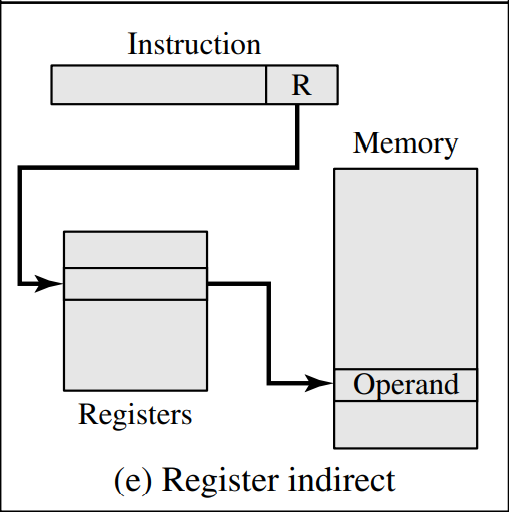 Instruction
R
Memory
Operand
Registers
(e) Register indirect